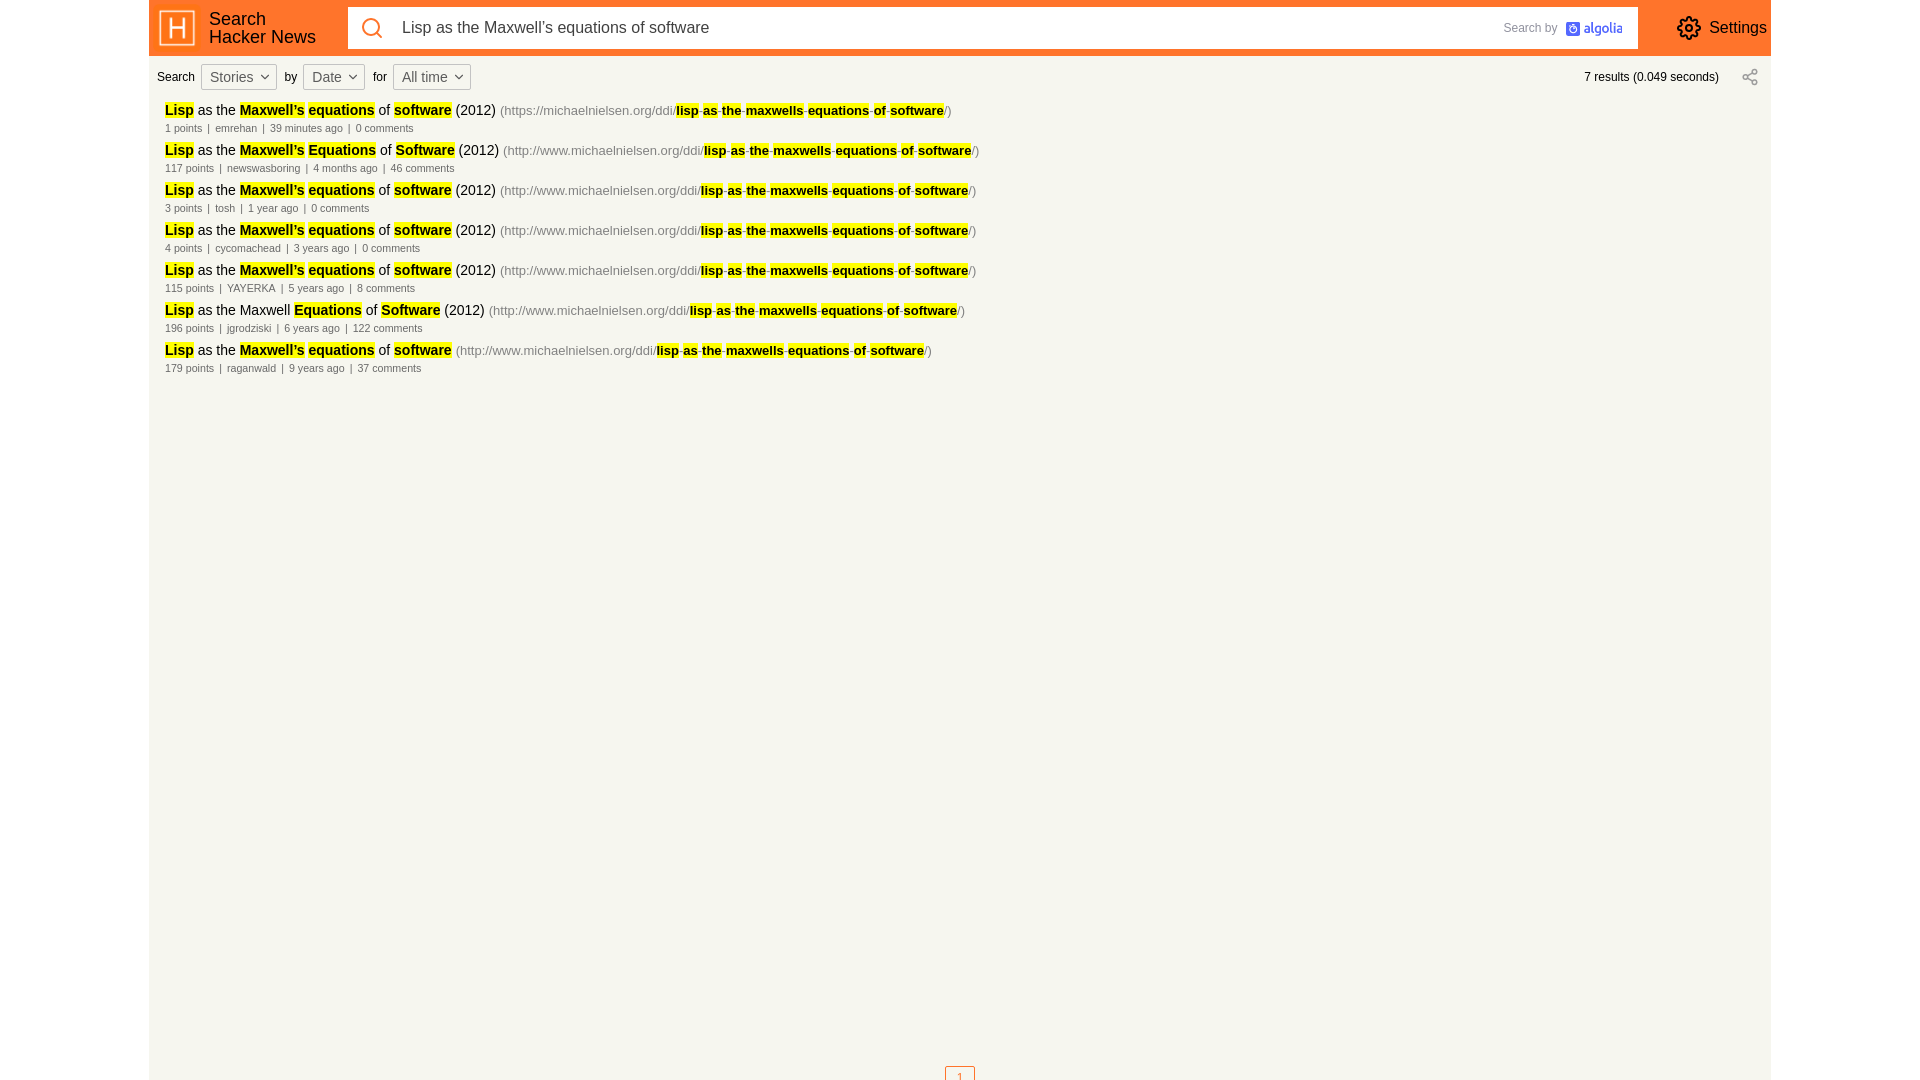 H
Search
Hacker News
Lisp as the Maxwell’s equations of software
Search by algolia
Settings
Search Stories by Date for All time
7 results (0.049 seconds)
Lisp as the Maxwell’s equations of software (2012) (https://michaelnielsen.org/ddi/lisp-as-the-maxwells-equations-of-software/)
1 points | emrehan | 39 minutes ago | 0 comments
Lisp as the Maxwell’s Equations of Software (2012) (http://www.michaelnielsen.org/ddi/lisp-as-the-maxwells-equations-of-software/)
117 points | newswasboring | 4 months ago | 46 comments
Lisp as the Maxwell’s equations of software (2012) (http://www.michaelnielsen.org/ddi/lisp-as-the-maxwells-equations-of-software/)
3 points | tosh | 1 year ago | 0 comments
Lisp as the Maxwell’s equations of software (2012) (http://www.michaelnielsen.org/ddi/lisp-as-the-maxwells-equations-of-software/)
4 points | cycomachead | 3 years ago | 0 comments
Lisp as the Maxwell’s equations of software (2012) (http://www.michaelnielsen.org/ddi/lisp-as-the-maxwells-equations-of-software/)
115 points | YAYERKA | 5 years ago | 8 comments
Lisp as the Maxwell Equations of Software (2012) (http://www.michaelnielsen.org/ddi/lisp-as-the-maxwells-equations-of-software/)
196 points | jgrodziski | 6 years ago | 122 comments
Lisp as the Maxwell’s equations of software (http://www.michaelnielsen.org/ddi/lisp-as-the-maxwells-equations-of-software/)
179 points | raganwald | 9 years ago | 37 comments
1